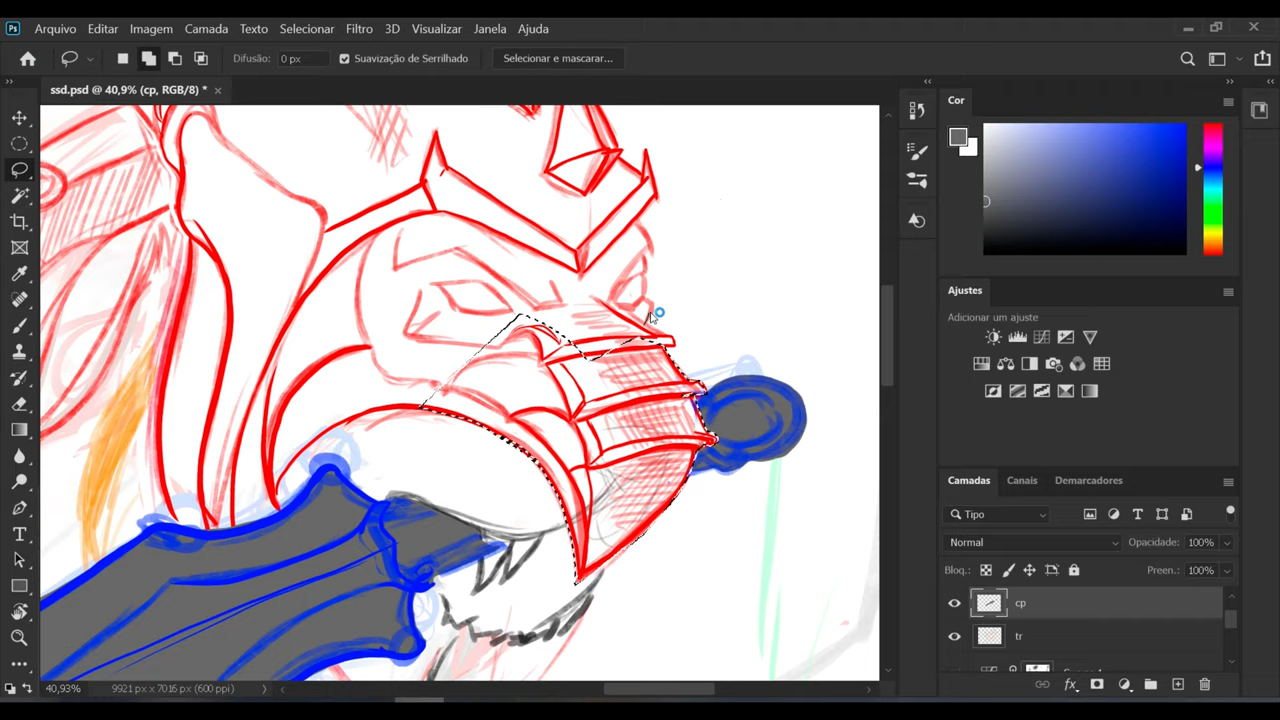 Ps Arquivo Editar Imagem Camada Texto Selecionar Filtro 3D Visualizar Janela Ajuda
Difusão: 0 px Suavização de Serrilhado Selecionar e mascarar...
ssd.psd @ 40,9% (cp, RGB/8) *
Cor
Ajustes
Adicionar um ajuste
Camadas Canais Demarcadores
Tipo
Normal Opacidade: 100%
Bloq.: Preen.: 100%
cp
tr
40,93% 9921 px x 7016 px (600 ppi)